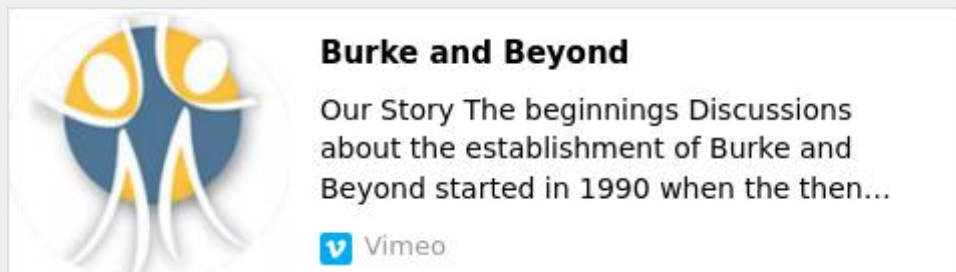 Burke and Beyond
Our Story The beginnings Discussions
about the establishment of Burke and
Beyond started in 1990 when the then...
Vimeo